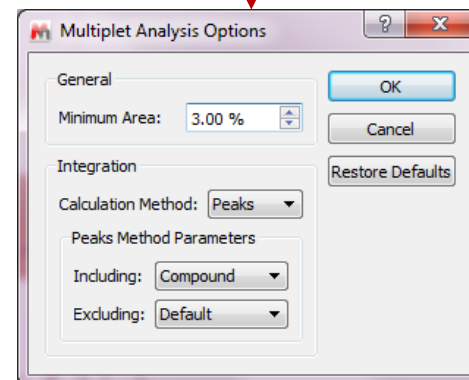 Multiplet Analysis Options
?
X
General
Minimum Area: 3.00 %
OK
Cancel
Restore Defaults
Integration
Calculation Method: Peaks
Peaks Method Parameters
Including: Compound
Excluding: Default